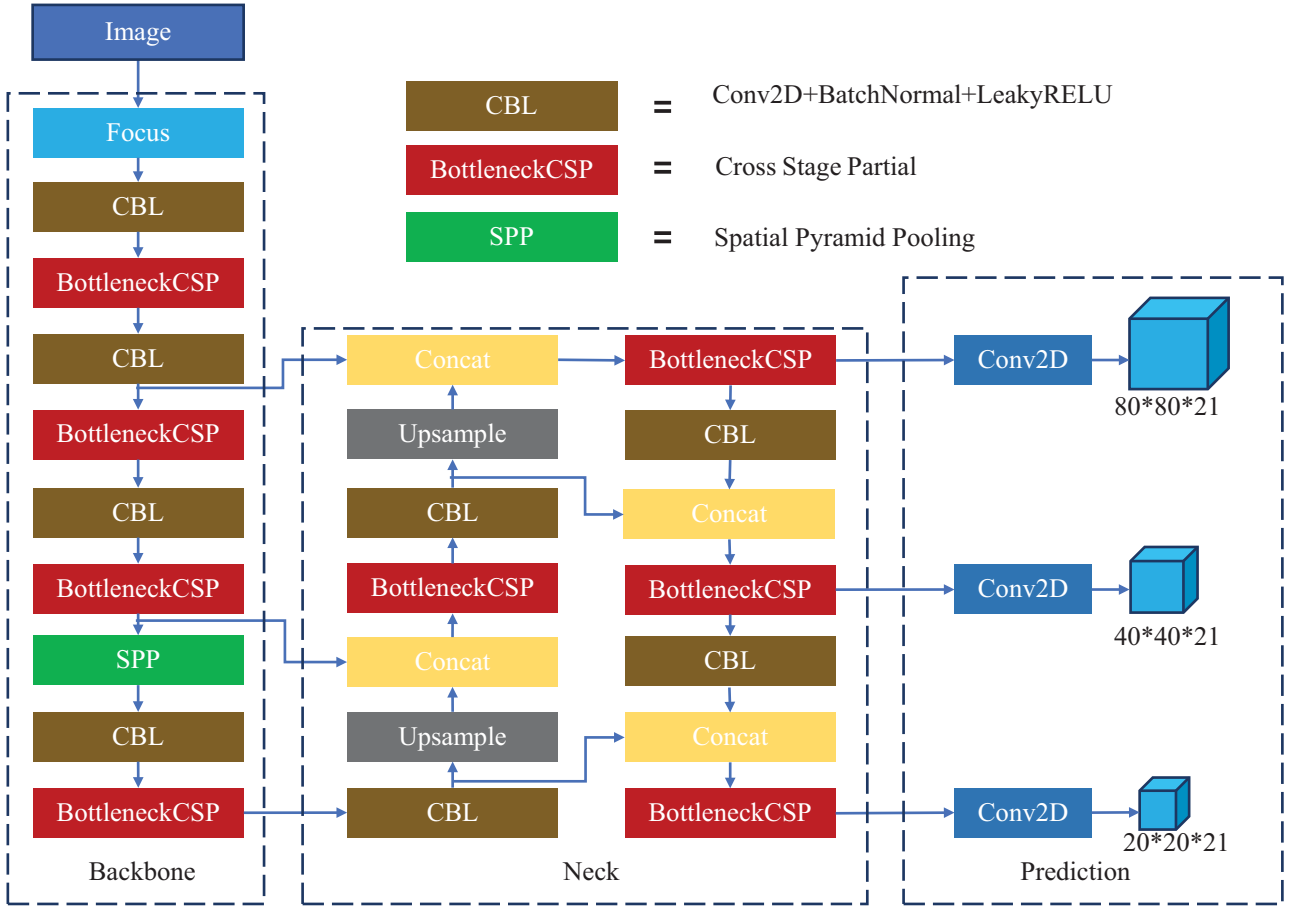 Image
Focus
CBL
BottleneckCSP
CBL
BottleneckCSP
CBL
BottleneckCSP
SPP
CBL
BottleneckCSP
Backbone
CBL
=
Conv2D+BatchNormal+LeakyRELU
BottleneckCSP
=
Cross Stage Partial
SPP
=
Spatial Pyramid Pooling
Concat
Upsample
CBL
BottleneckCSP
Concat
Upsample
CBL
BottleneckCSP
CBL
Concat
BottleneckCSP
CBL
Concat
BottleneckCSP
Neck
Conv2D
80*80*21
Conv2D
40*40*21
Conv2D
20*20*21
Prediction